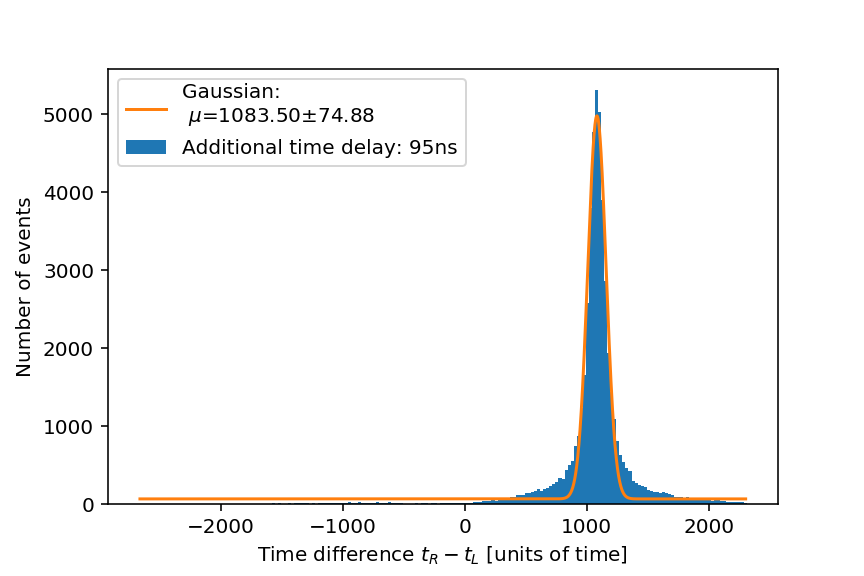 Gaussian:
μ=1083.50±74.88
Additional time delay: 95ns
Number of events
5000
4000
3000
2000
1000
0
−2000
−1000
0
1000
2000
Time difference t_R − t_L [units of time]